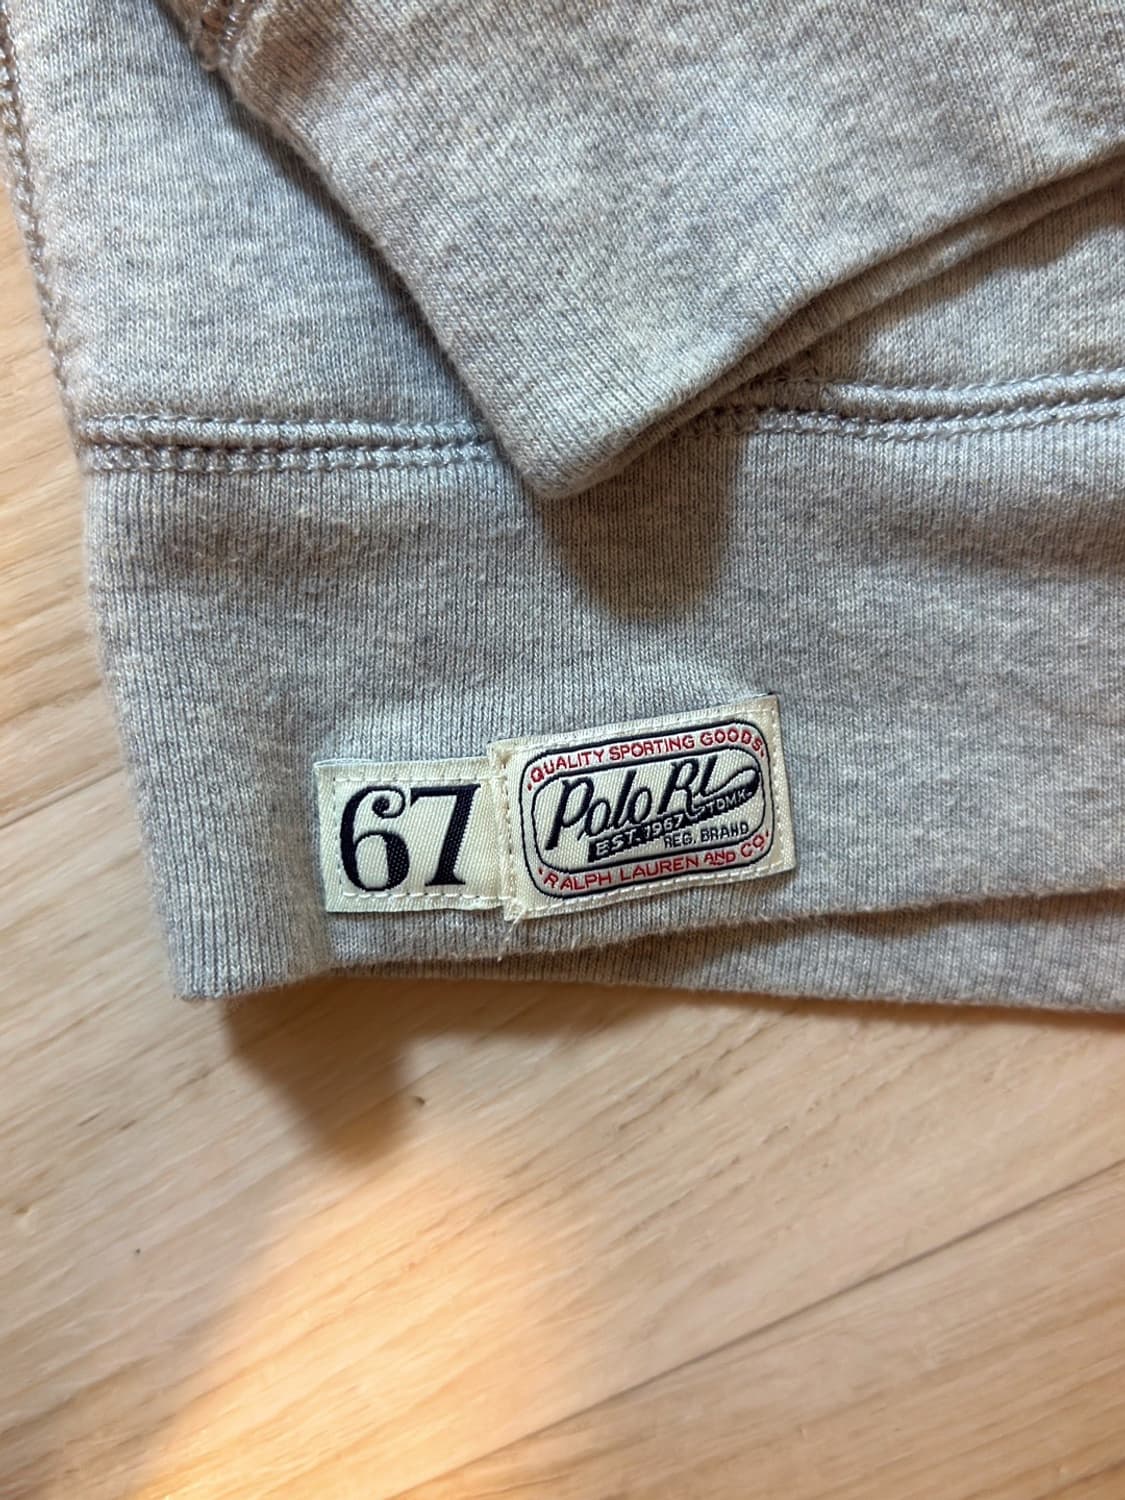 67
QUALITY SPORTING GOODS
Polo RL
TDMK
EST. 1967
REG. BRAND
RALPH LAUREN AND CO